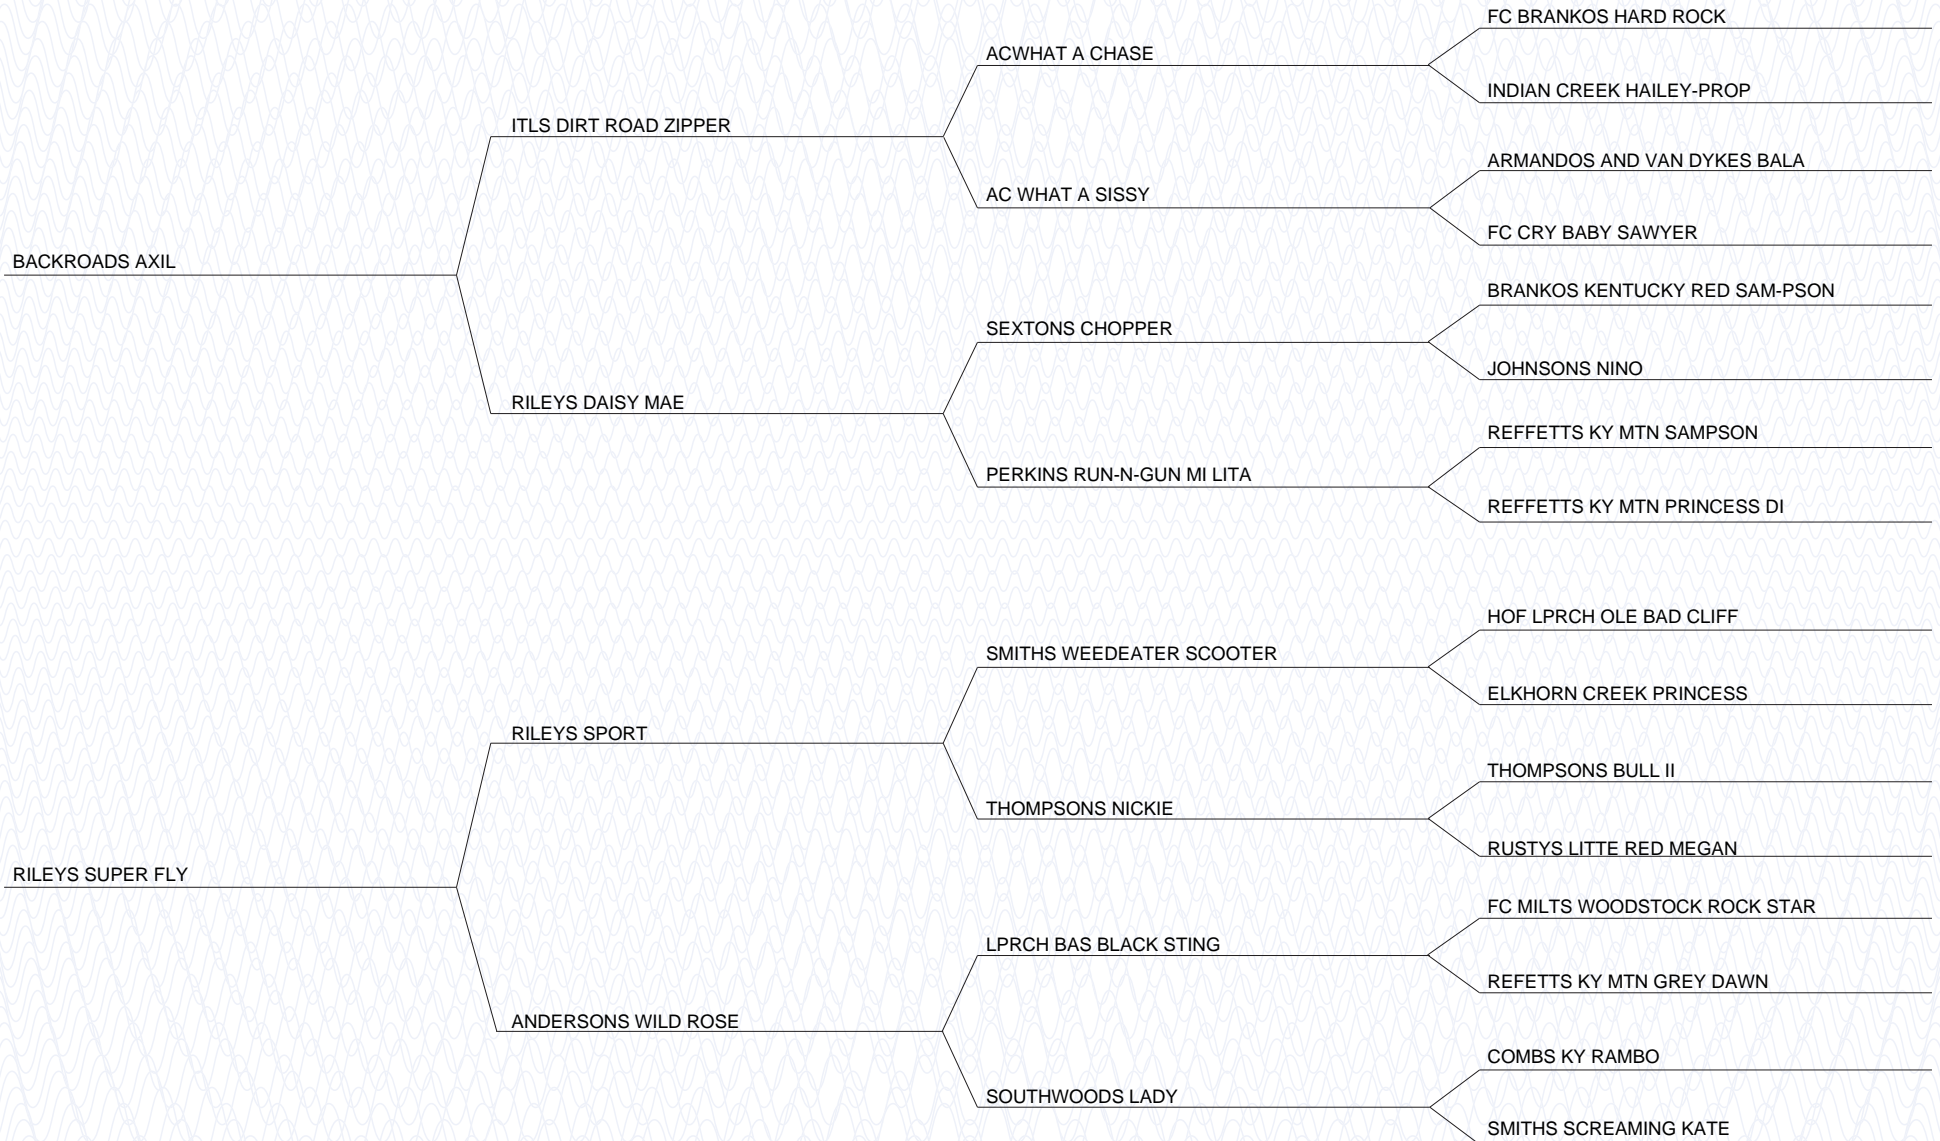 FC BRANKOS HARD ROCK
ACWHAT A CHASE
INDIAN CREEK HAILEY-PROP
ITLS DIRT ROAD ZIPPER
ARMANDOS AND VAN DYKES BALA
AC WHAT A SISSY
FC CRY BABY SAWYER
BACKROADS AXIL
BRANKOS KENTUCKY RED SAM-PSON
SEXTONS CHOPPER
JOHNSONS NINO
RILEYS DAISY MAE
REFFETTS KY MTN SAMPSON
PERKINS RUN-N-GUN MI LITA
REFFETTS KY MTN PRINCESS DI
HOF LPRCH OLE BAD CLIFF
SMITHS WEEDEATER SCOOTER
ELKHORN CREEK PRINCESS
RILEYS SPORT
THOMPSONS BULL II
THOMPSONS NICKIE
RUSTYS LITTE RED MEGAN
RILEYS SUPER FLY
FC MILTS WOODSTOCK ROCK STAR
LPRCH BAS BLACK STING
REFETTS KY MTN GREY DAWN
ANDERSONS WILD ROSE
COMBS KY RAMBO
SOUTHWOODS LADY
SMITHS SCREAMING KATE